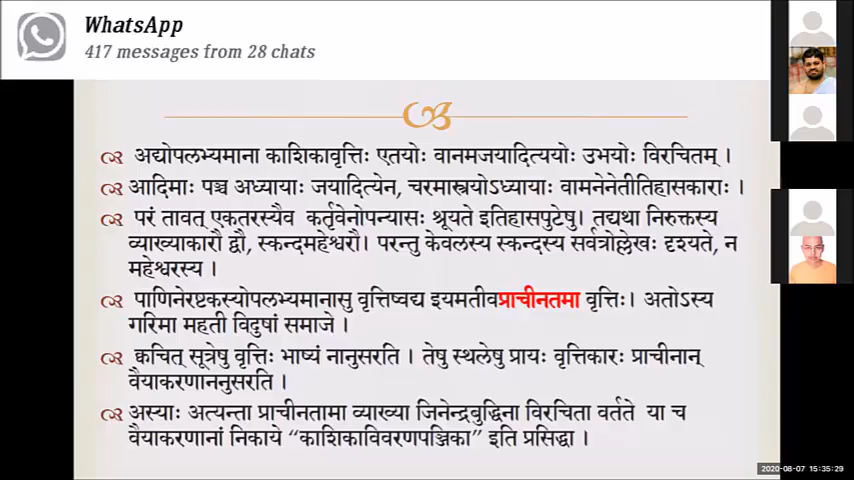 WhatsApp
417 messages from 28 chats
अद्योपलभ्यमाना काशिकावृत्तिः एतयोः वानमजयादित्ययोः उभयोः विरचितम् ।
आदिमाः पञ्च अध्यायाः जयादित्येन, चरमास्त्रयोऽध्यायाः वामनेनेतीतिहासकाराः ।
परं तावत् एकतरस्यैव कर्तृत्वेनोपन्यासः श्रूयते इतिहासपुटेषु। तद्यथा निरुक्तस्य
व्याख्याकारौ द्वौ, स्कन्दमहेश्वरौ। परन्तु केवलस्य स्कन्दस्य सर्वत्रोल्लेखः दृश्यते, न
महेश्वरस्य ।
पाणिनेरष्टकस्योपलभ्यमानासु वृत्तिष्वद्य इयमतीवप्राचीनतमा वृत्तिः। अतोऽस्य
गरिमा महती विदुषां समाजे ।
क्वचित् सूत्रेषु वृत्तिः भाष्यं नानुसरति । तेषु स्थलेषु प्रायः वृत्तिकारः प्राचीनान्
वैयाकरणाननुसरति ।
अस्याः अत्यन्ता प्राचीनतामा व्याख्या जिनेन्द्रबुद्धिना विरचिता वर्तते या च
वैयाकरणानां निकाये “काशिकाविवरणपञ्जिका” इति प्रसिद्धा ।
2020-08-07 15:35:29